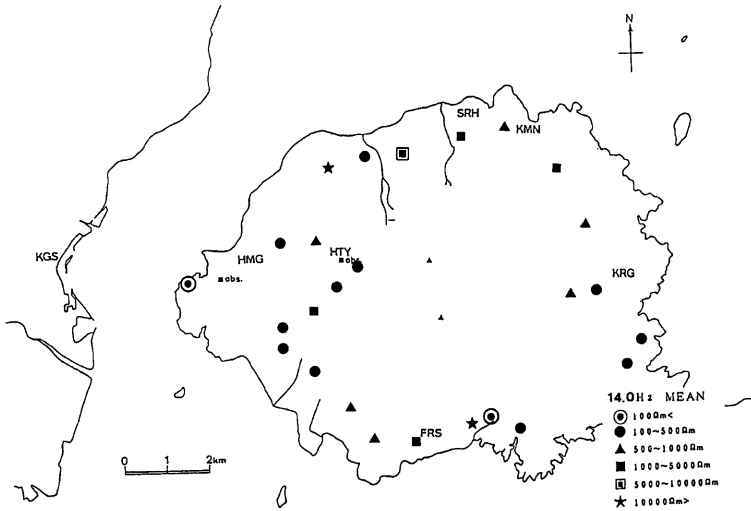 N
SRH
KMN
KGS
HMG
HTY
obs.
obs.
KRG
FRS
0 1 2km
14.0Hz MEAN
100Ωm<
100~500Ωm
500~1000Ωm
1000~5000Ωm
5000~10000Ωm
10000Ωm>